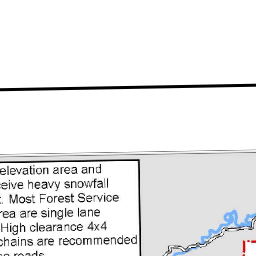 elevation area and
ceive heavy snowfall
. Most Forest Service
rea are single lane
High clearance 4x4
chains are recommended
roads